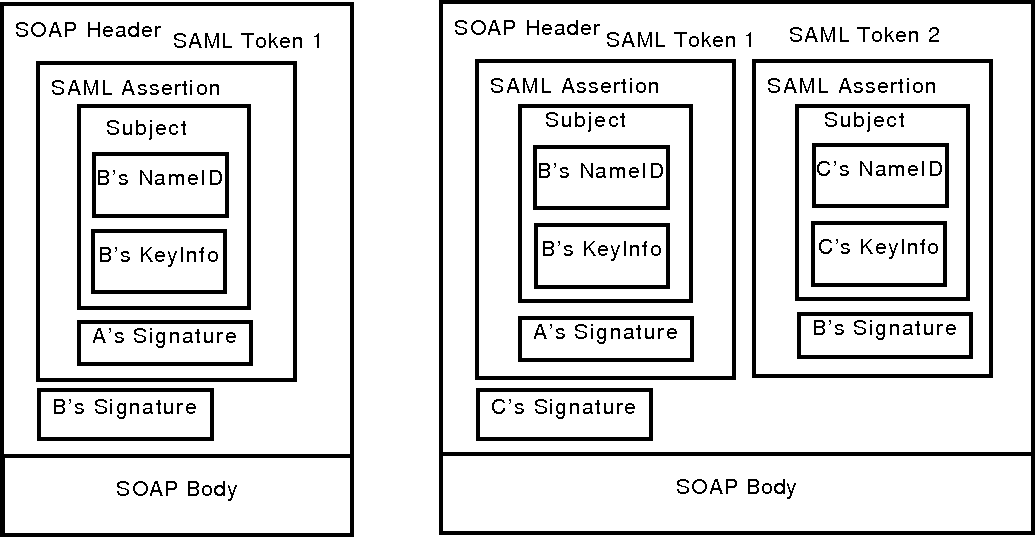 SOAP Header
SAML Token 1
SAML Assertion
Subject
B's NameID
B's KeyInfo
A's Signature
B's Signature
SOAP Body
SOAP Header
SAML Token 1
SAML Token 2
SAML Assertion
Subject
B's NameID
B's KeyInfo
A's Signature
SAML Assertion
Subject
C's NameID
C's KeyInfo
B's Signature
C's Signature
SOAP Body